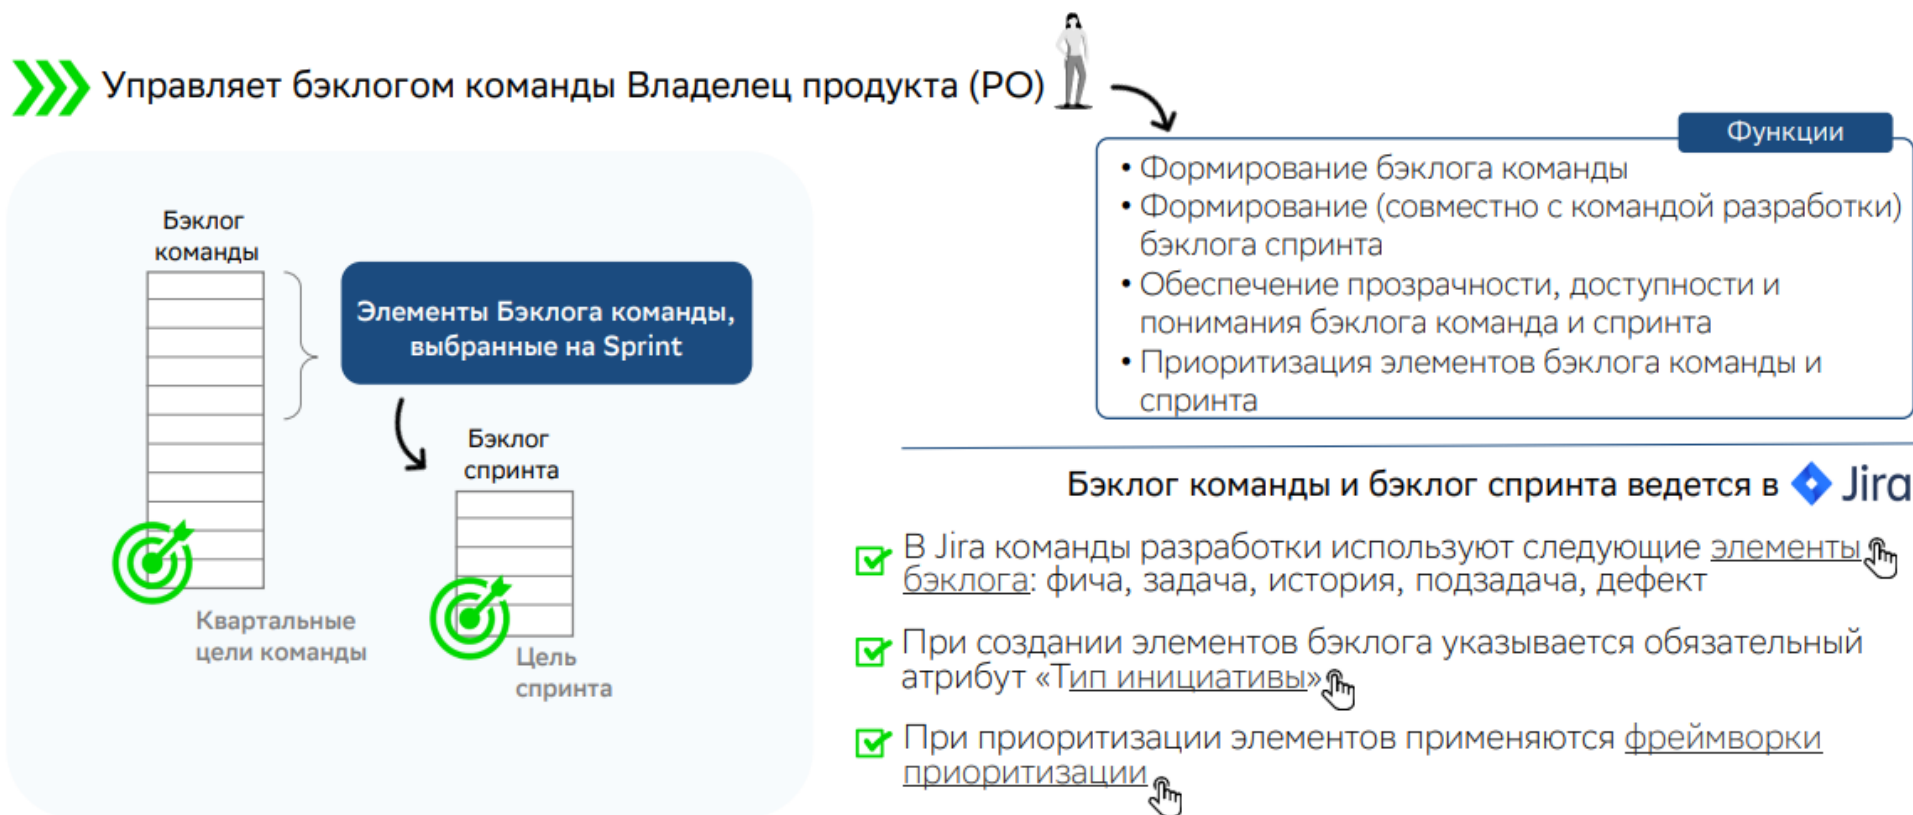 Управляет бэклогом команды Владелец продукта (PO)
Функции
• Формирование бэклога команды
• Формирование (совместно с командой разработки)
бэклога спринта
• Обеспечение прозрачности, доступности и
понимания бэклога команда и спринта
• Приоритизация элементов бэклога команды и
спринта
Бэклог
команды
Элементы Бэклога команды,
выбранные на Sprint
Бэклог
спринта
Квартальные
цели команды
Цель
спринта
Бэклог команды и бэклог спринта ведется в Jira
В Jira команды разработки используют следующие элементы
бэклога: фича, задача, история, подзадача, дефект
При создании элементов бэклога указывается обязательный
атрибут «Тип инициативы»
При приоритизации элементов применяются фреймворки
приоритизации